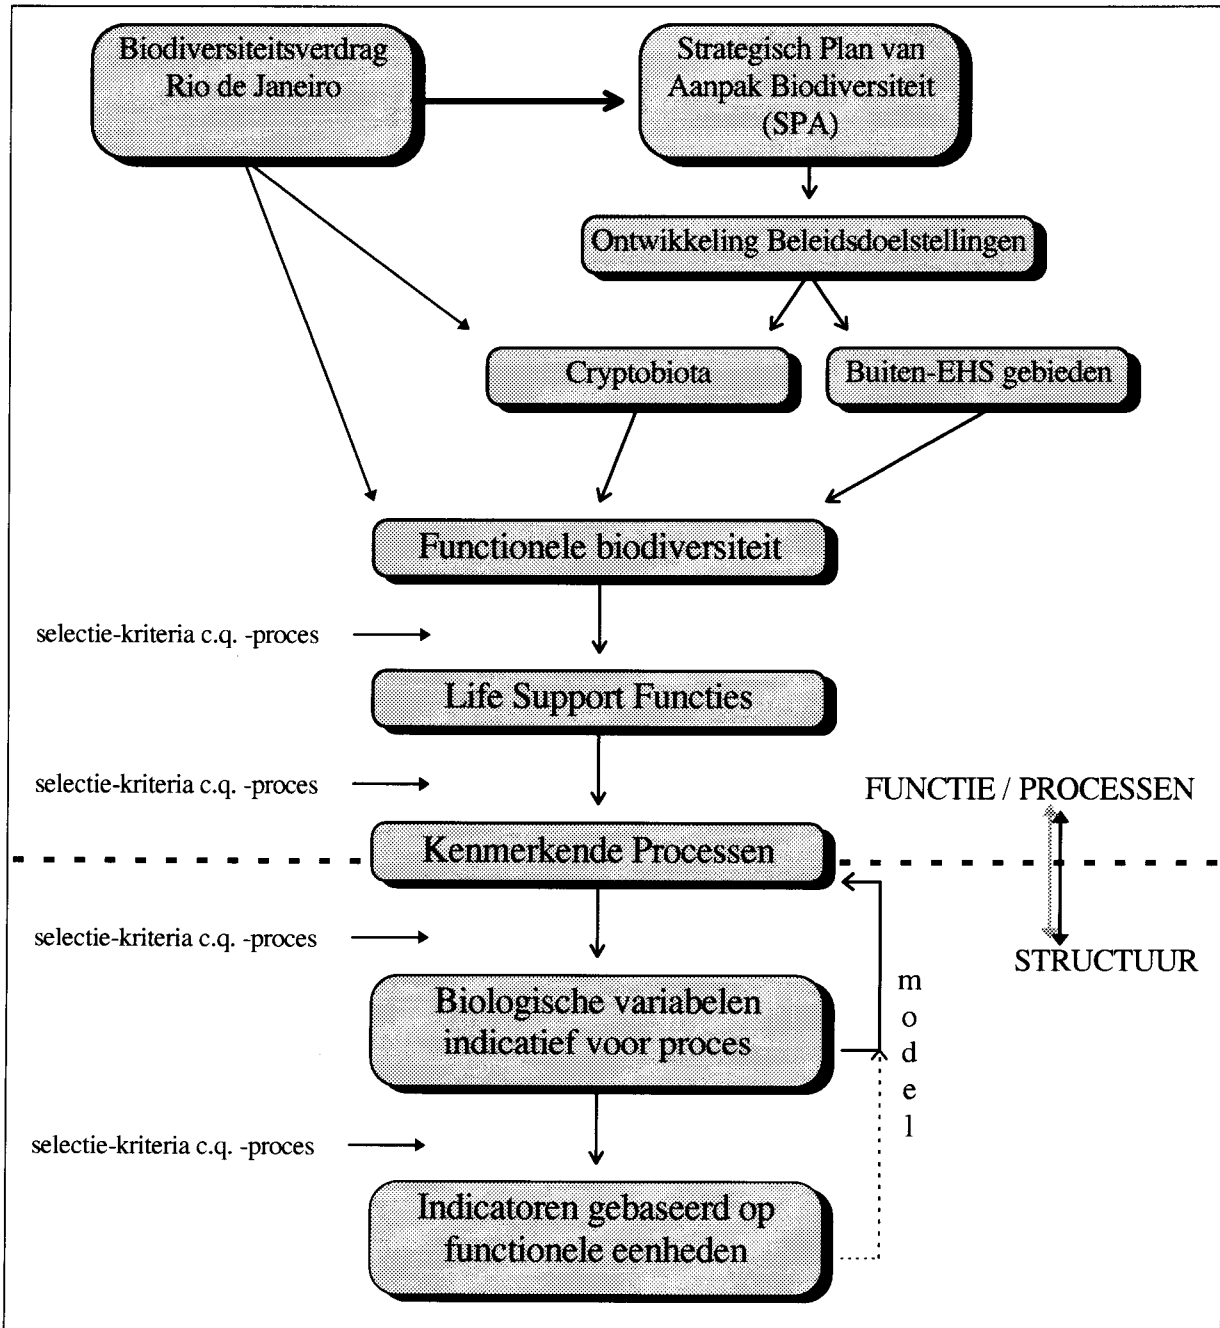 Biodiversiteitsverdrag
Rio de Janeiro
Strategisch Plan van
Aanpak Biodiversiteit
(SPA)
Ontwikkeling Beleidsdoelstellingen
Cryptobiota
Buiten-EHS gebieden
Functionele biodiversiteit
selectie-kriteria c.q. -proces
Life Support Functies
selectie-kriteria c.q. -proces
FUNCTIE / PROCESSEN
Kenmerkende Processen
selectie-kriteria c.q. -proces
STRUCTUUR
Biologische variabelen
indicatief voor proces
model
selectie-kriteria c.q. -proces
Indicatoren gebaseerd op
functionele eenheden